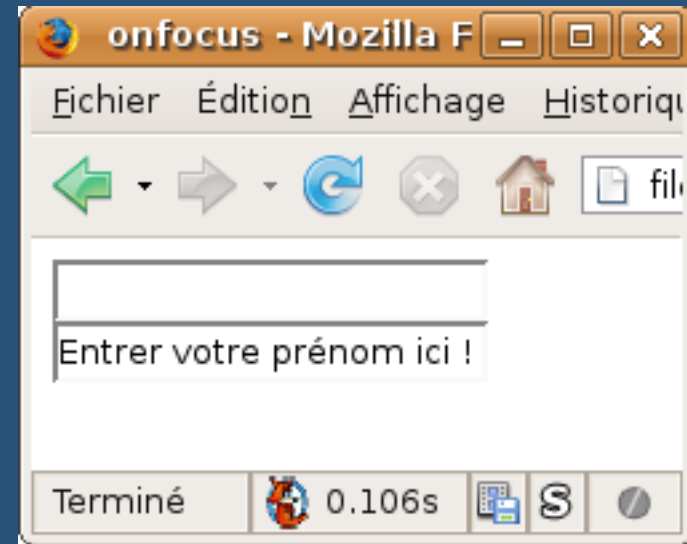 onfocus - Mozilla F
Fichier Édition Affichage Historiqu
fil
Entrer votre prénom ici !
Terminé 0.106s S